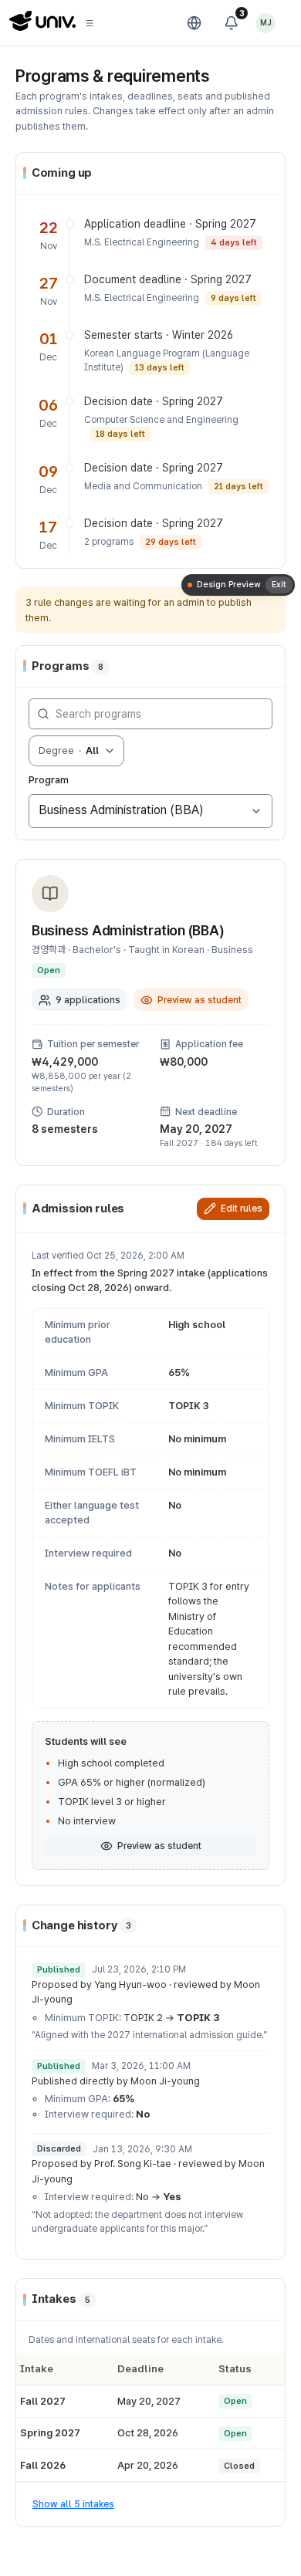 UNIV.
3
MJ
Programs & requirements
Each program's intakes, deadlines, seats and published
admission rules. Changes take effect only after an admin
publishes them.
Coming up
22
Nov
Application deadline · Spring 2027
M.S. Electrical Engineering 4 days left
27
Nov
Document deadline · Spring 2027
M.S. Electrical Engineering 9 days left
01
Dec
Semester starts · Winter 2026
Korean Language Program (Language
Institute) 13 days left
06
Dec
Decision date · Spring 2027
Computer Science and Engineering
18 days left
09
Dec
Decision date · Spring 2027
Media and Communication 21 days left
17
Dec
Decision date · Spring 2027
2 programs 29 days left
Design Preview Exit
3 rule changes are waiting for an admin to publish
them.
Programs 8
Search programs
Degree · All
Program
Business Administration (BBA)
Business Administration (BBA)
경영학과 · Bachelor's · Taught in Korean · Business
Open
9 applications Preview as student
Tuition per semester
₩4,429,000
₩8,858,000 per year (2
semesters)
Application fee
₩80,000
Duration
8 semesters
Next deadline
May 20, 2027
Fall 2027 · 184 days left
Admission rules Edit rules
Last verified Oct 25, 2026, 2:00 AM
In effect from the Spring 2027 intake (applications
closing Oct 28, 2026) onward.
Minimum prior
education
High school
Minimum GPA 65%
Minimum TOPIK TOPIK 3
Minimum IELTS No minimum
Minimum TOEFL iBT No minimum
Either language test
accepted
No
Interview required No
Notes for applicants
TOPIK 3 for entry
follows the
Ministry of
Education
recommended
standard; the
university's own
rule prevails.
Students will see
• High school completed
• GPA 65% or higher (normalized)
• TOPIK level 3 or higher
• No interview
Preview as student
Change history 3
Published Jul 23, 2026, 2:10 PM
Proposed by Yang Hyun-woo · reviewed by Moon
Ji-young
Minimum TOPIK: TOPIK 2 → TOPIK 3
"Aligned with the 2027 international admission guide."
Published Mar 3, 2026, 11:00 AM
Published directly by Moon Ji-young
Minimum GPA: 65%
Interview required: No
Discarded Jan 13, 2026, 9:30 AM
Proposed by Prof. Song Ki-tae · reviewed by Moon
Ji-young
Interview required: No → Yes
"Not adopted: the department does not interview
undergraduate applicants for this major."
Intakes 5
Dates and international seats for each intake.
Intake Deadline Status
Fall 2027 May 20, 2027 Open
Spring 2027 Oct 28, 2026 Open
Fall 2026 Apr 20, 2026 Closed
Show all 5 intakes